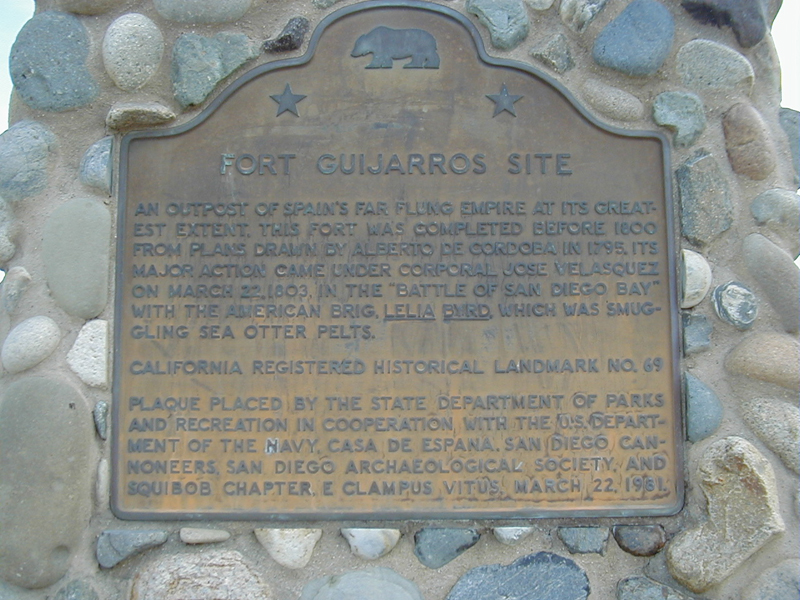 FORT GUIJARROS SITE
AN OUTPOST OF SPAIN'S FAR FLUNG EMPIRE AT ITS GREAT-
EST EXTENT, THIS FORT WAS COMPLETED BEFORE 1800
FROM PLANS DRAWN BY ALBERTO DE CORDOBA IN 1795. ITS
MAJOR ACTION CAME UNDER CORPORAL JOSE VELASQUEZ
ON MARCH 22,1803, IN THE "BATTLE OF SAN DIEGO BAY"
WITH THE AMERICAN BRIG, LELIA BYRD, WHICH WAS SMUG-
GLING SEA OTTER PELTS.
CALIFORNIA REGISTERED HISTORICAL LANDMARK NO. 69
PLAQUE PLACED BY THE STATE DEPARTMENT OF PARKS
AND RECREATION IN COOPERATION WITH THE U.S. DEPART-
MENT OF THE NAVY, CASA DE ESPANA, SAN DIEGO CAN-
NONEERS, SAN DIEGO ARCHAEOLOGICAL SOCIETY, AND
SQUIBOB CHAPTER, E CLAMPUS VITUS, MARCH 22, 1981.